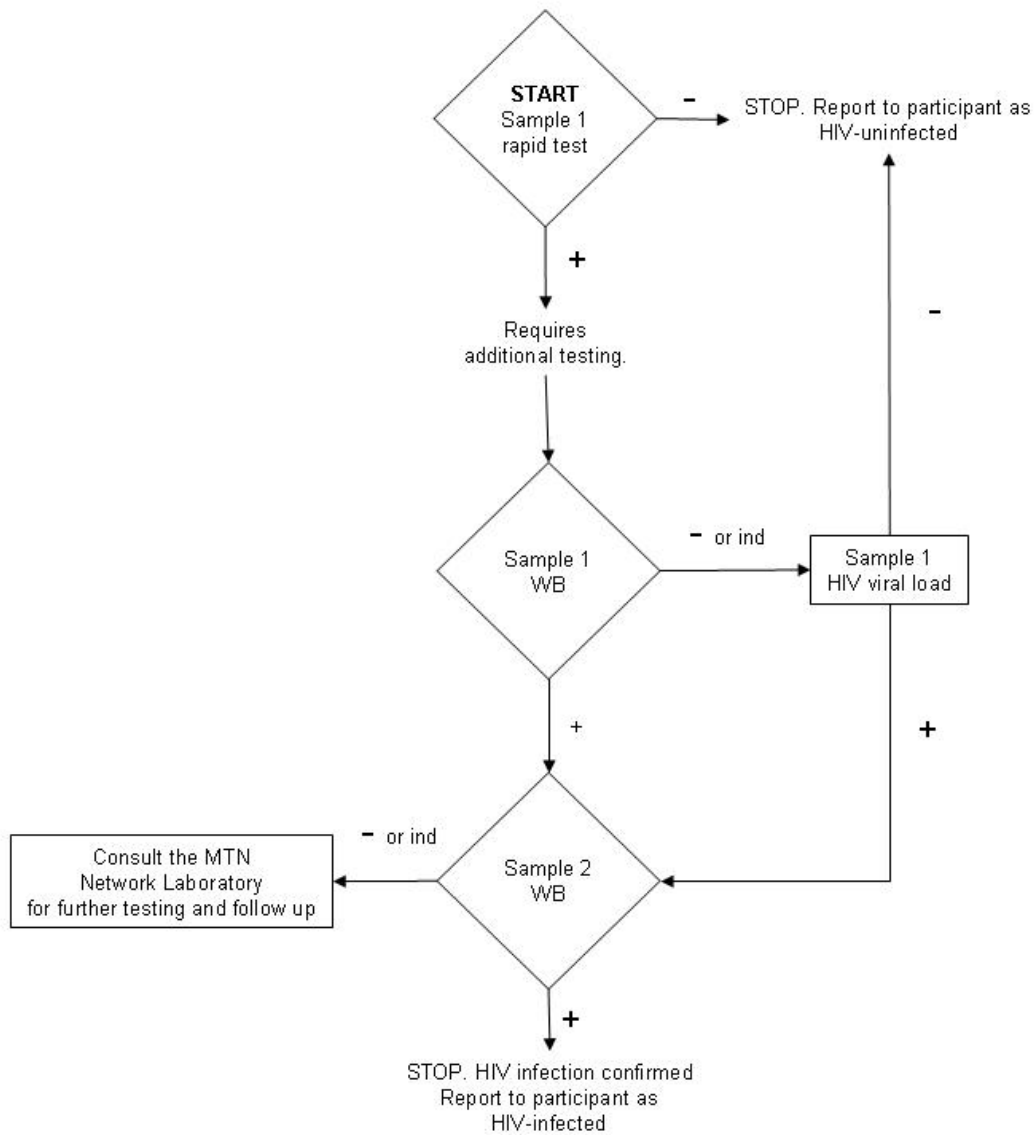 START
Sample 1
rapid test
-
STOP. Report to participant as
HIV-uninfected
+
-
Requires
additional testing.
Sample 1
WB
- or ind
Sample 1
HIV viral load
+
+
- or ind
Consult the MTN
Network Laboratory
for further testing and follow up
Sample 2
WB
+
STOP. HIV infection confirmed
Report to participant as
HIV-infected